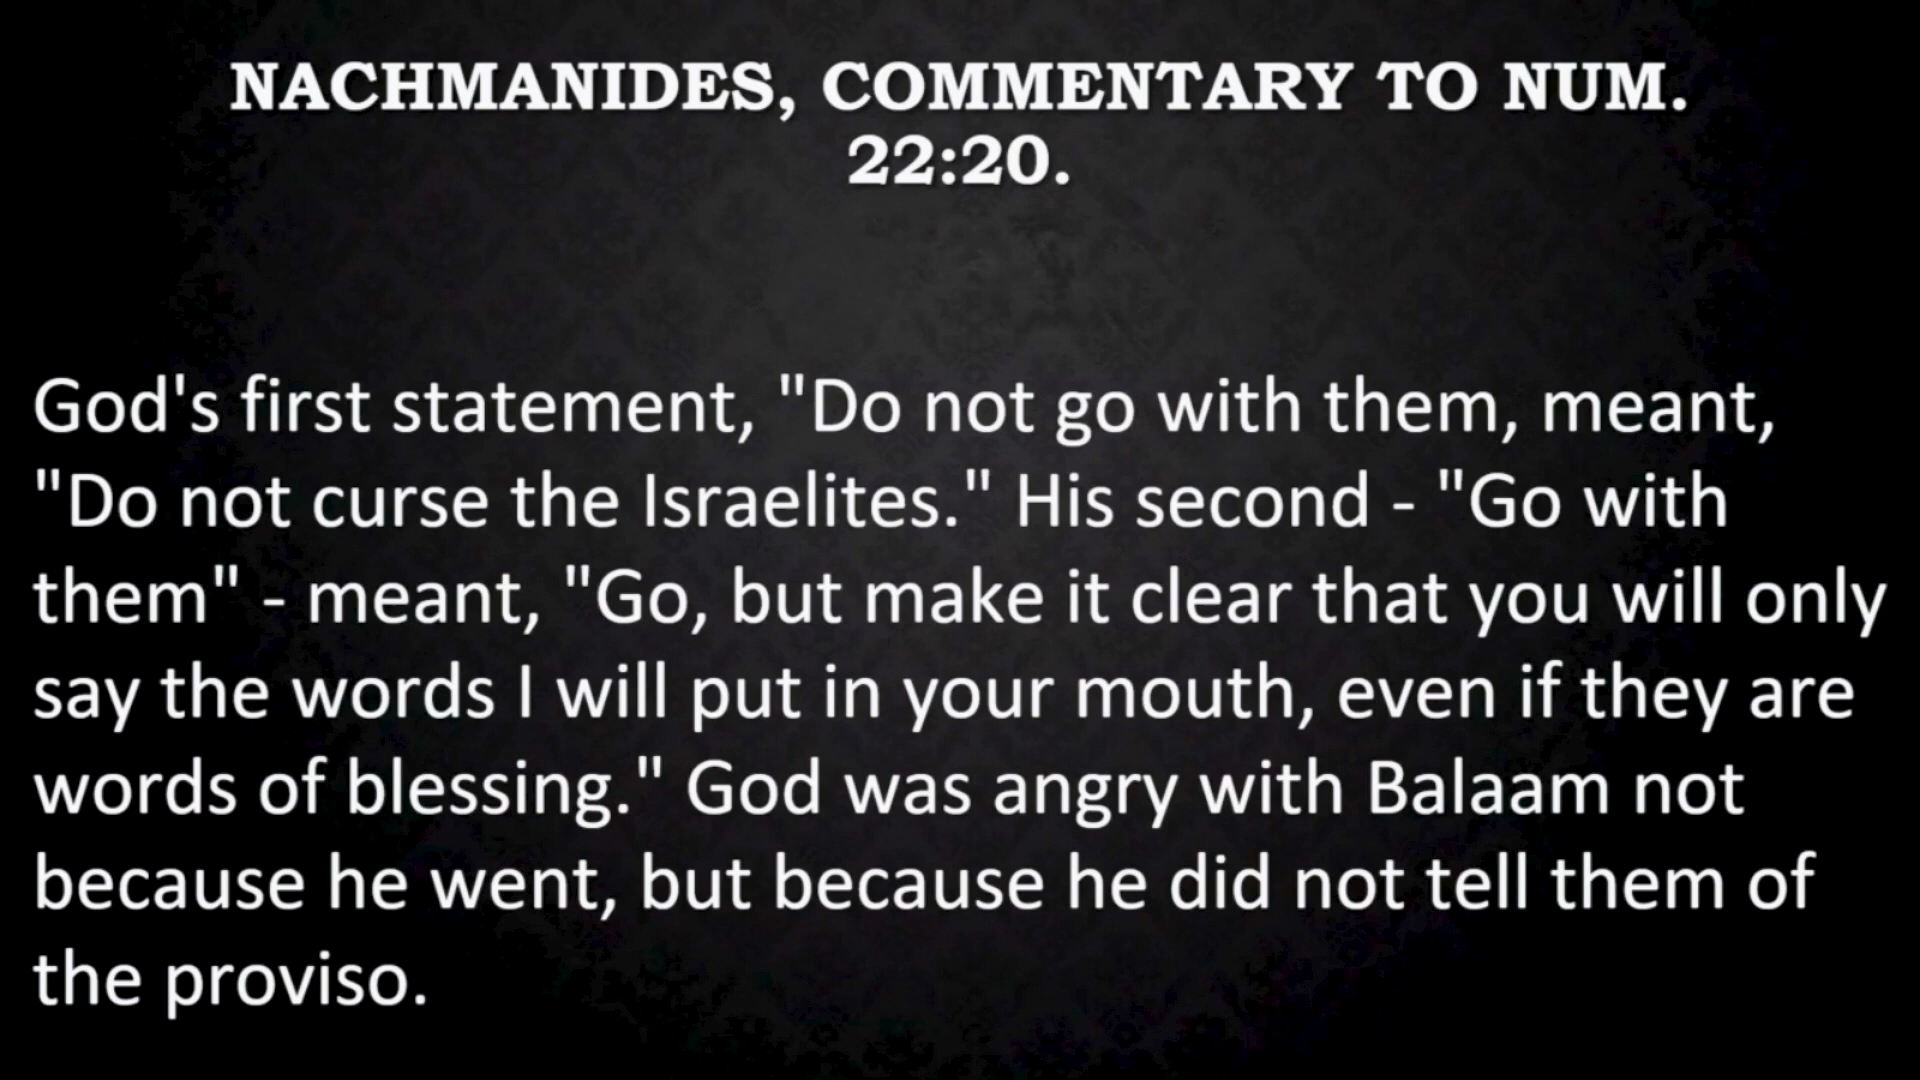 NACHMANIDES, COMMENTARY TO NUM.
22:20.
God's first statement, "Do not go with them, meant,
"Do not curse the Israelites." His second - "Go with
them" - meant, "Go, but make it clear that you will only
say the words I will put in your mouth, even if they are
words of blessing." God was angry with Balaam not
because he went, but because he did not tell them of
the proviso.